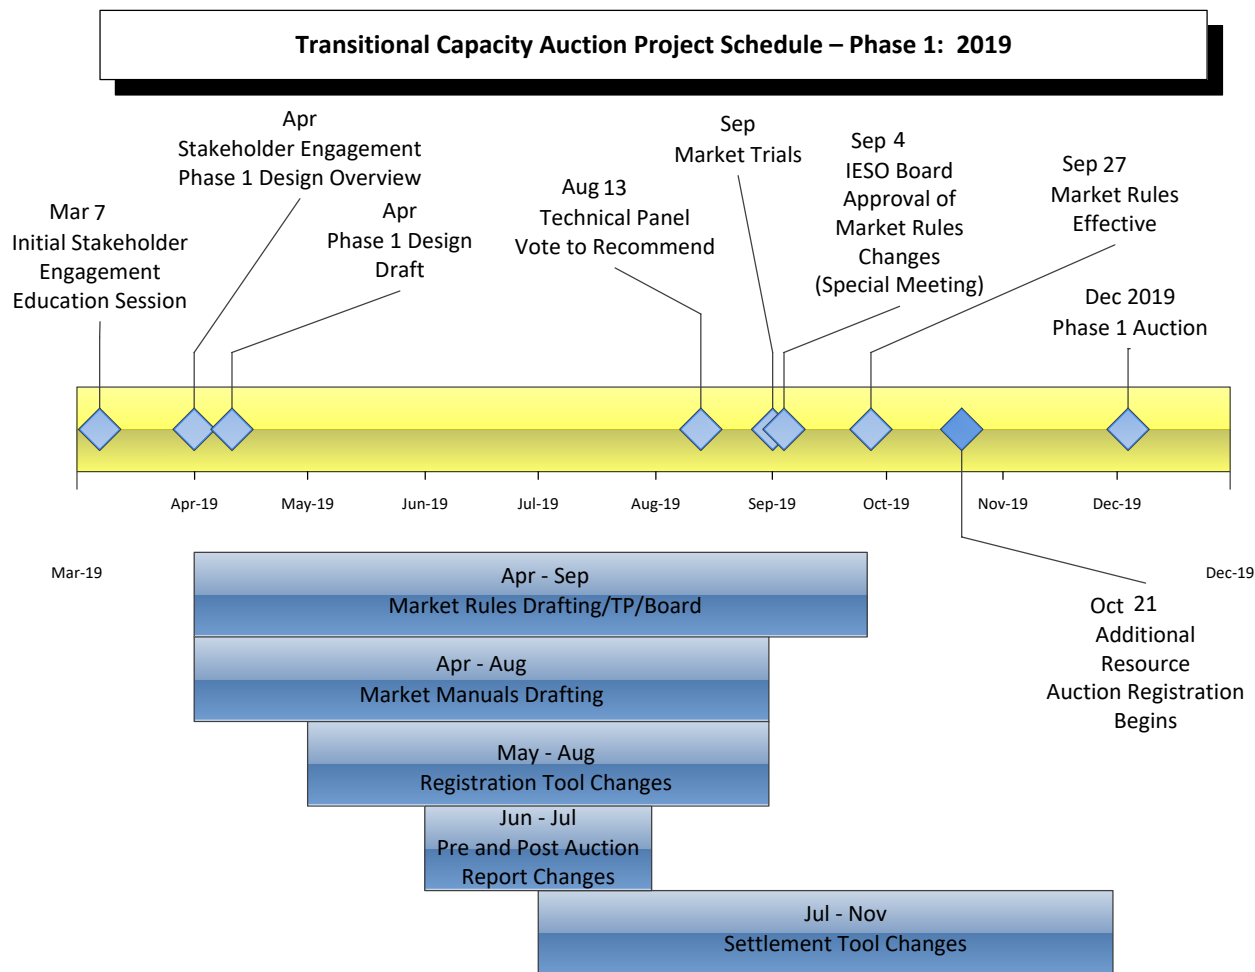 Transitional Capacity Auction Project Schedule – Phase 1:  2019
Mar 7
Initial Stakeholder
Engagement
Education Session
Apr
Stakeholder Engagement
Phase 1 Design Overview
Apr
Phase 1 Design
Draft
Aug 13
Technical Panel
Vote to Recommend
Sep
Market Trials
Sep 4
IESO Board
Approval of
Market Rules
Changes
(Special Meeting)
Sep 27
Market Rules
Effective
Dec 2019
Phase 1 Auction
Apr-19
May-19
Jun-19
Jul-19
Aug-19
Sep-19
Oct-19
Nov-19
Dec-19
Mar-19
Dec-19
Oct 21
Additional
Resource
Auction Registration
Begins
Apr - Sep
Market Rules Drafting/TP/Board
Apr - Aug
Market Manuals Drafting
May - Aug
Registration Tool Changes
Jun - Jul
Pre and Post Auction
Report Changes
Jul - Nov
Settlement Tool Changes